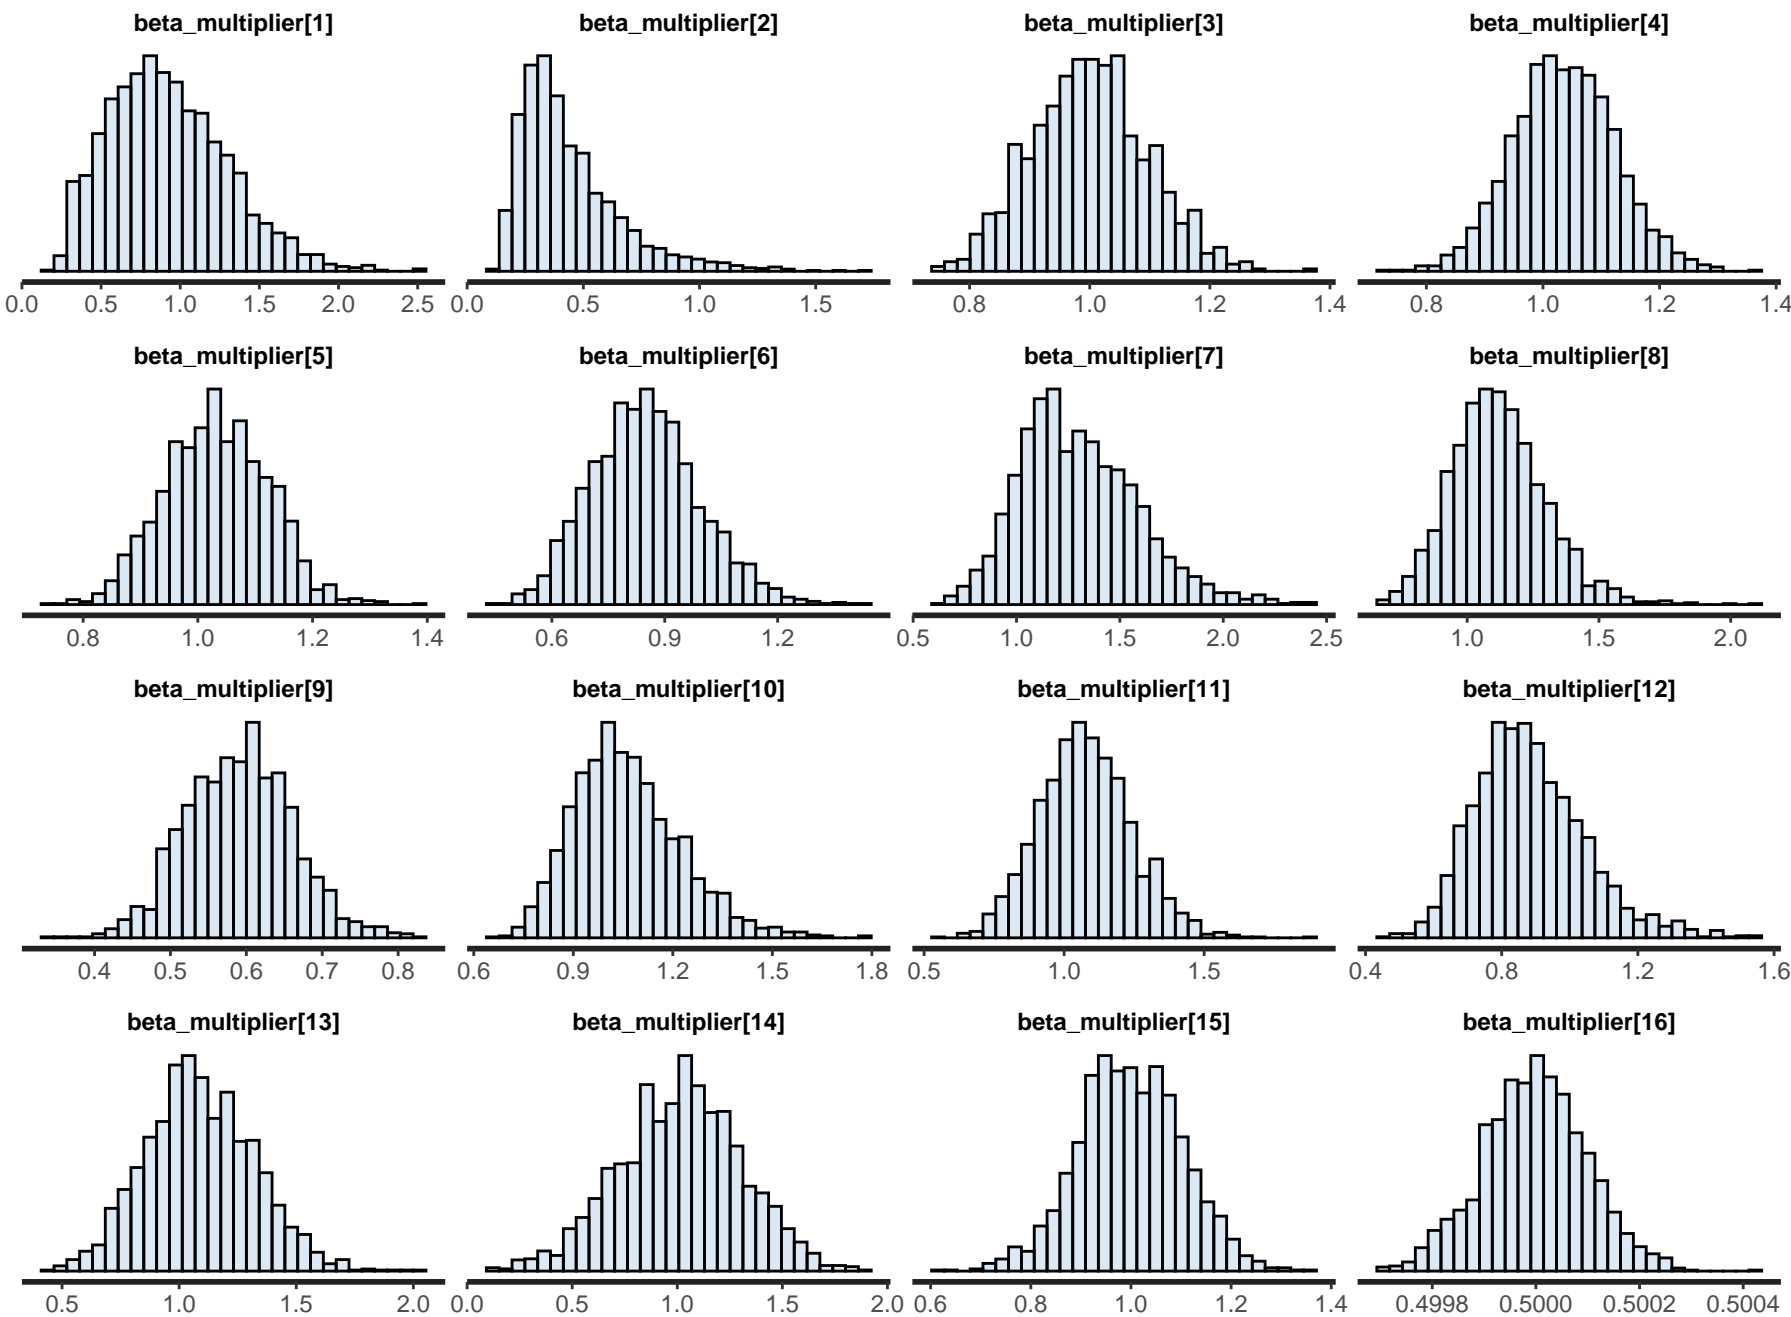 beta_multiplier[1] beta_multiplier[2] beta_multiplier[3] beta_multiplier[4]
0.0 0.5 1.0 1.5 2.0 2.5 0.0 0.5 1.0 1.5 0.8 1.0 1.2 1.4 0.8 1.0 1.2 1.4
beta_multiplier[5] beta_multiplier[6] beta_multiplier[7] beta_multiplier[8]
0.8 1.0 1.2 1.4 0.6 0.9 1.2 0.5 1.0 1.5 2.0 2.5 1.0 1.5 2.0
beta_multiplier[9] beta_multiplier[10] beta_multiplier[11] beta_multiplier[12]
0.4 0.5 0.6 0.7 0.8 0.6 0.9 1.2 1.5 1.8 0.5 1.0 1.5 0.4 0.8 1.2 1.6
beta_multiplier[13] beta_multiplier[14] beta_multiplier[15] beta_multiplier[16]
0.5 1.0 1.5 2.0 0.0 0.5 1.0 1.5 2.0 0.6 0.8 1.0 1.2 1.4 0.4998 0.5000 0.5002 0.5004